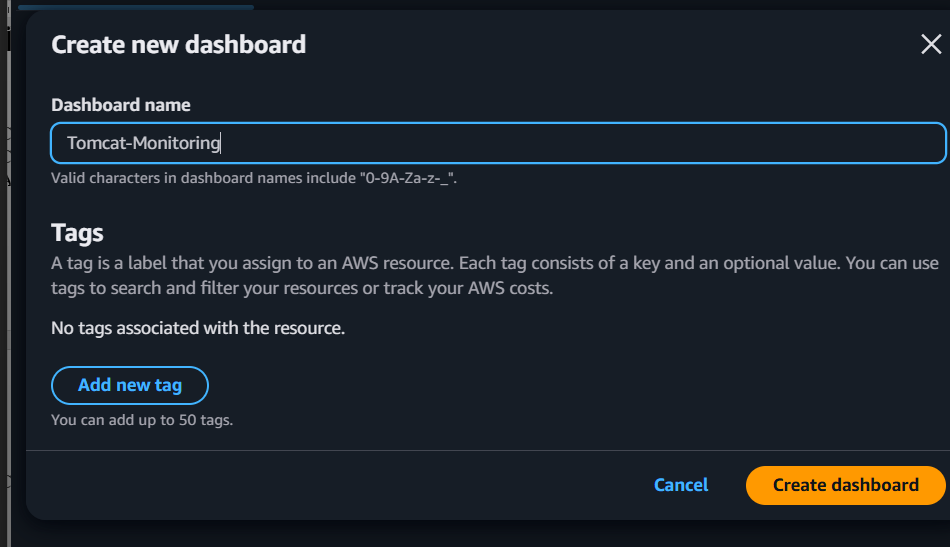 Create new dashboard
Dashboard name
Tomcat-Monitoring
Valid characters in dashboard names include "0-9A-Za-z-_".
Tags
A tag is a label that you assign to an AWS resource. Each tag consists of a key and an optional value. You can use
tags to search and filter your resources or track your AWS costs.
No tags associated with the resource.
Add new tag
You can add up to 50 tags.
Cancel
Create dashboard